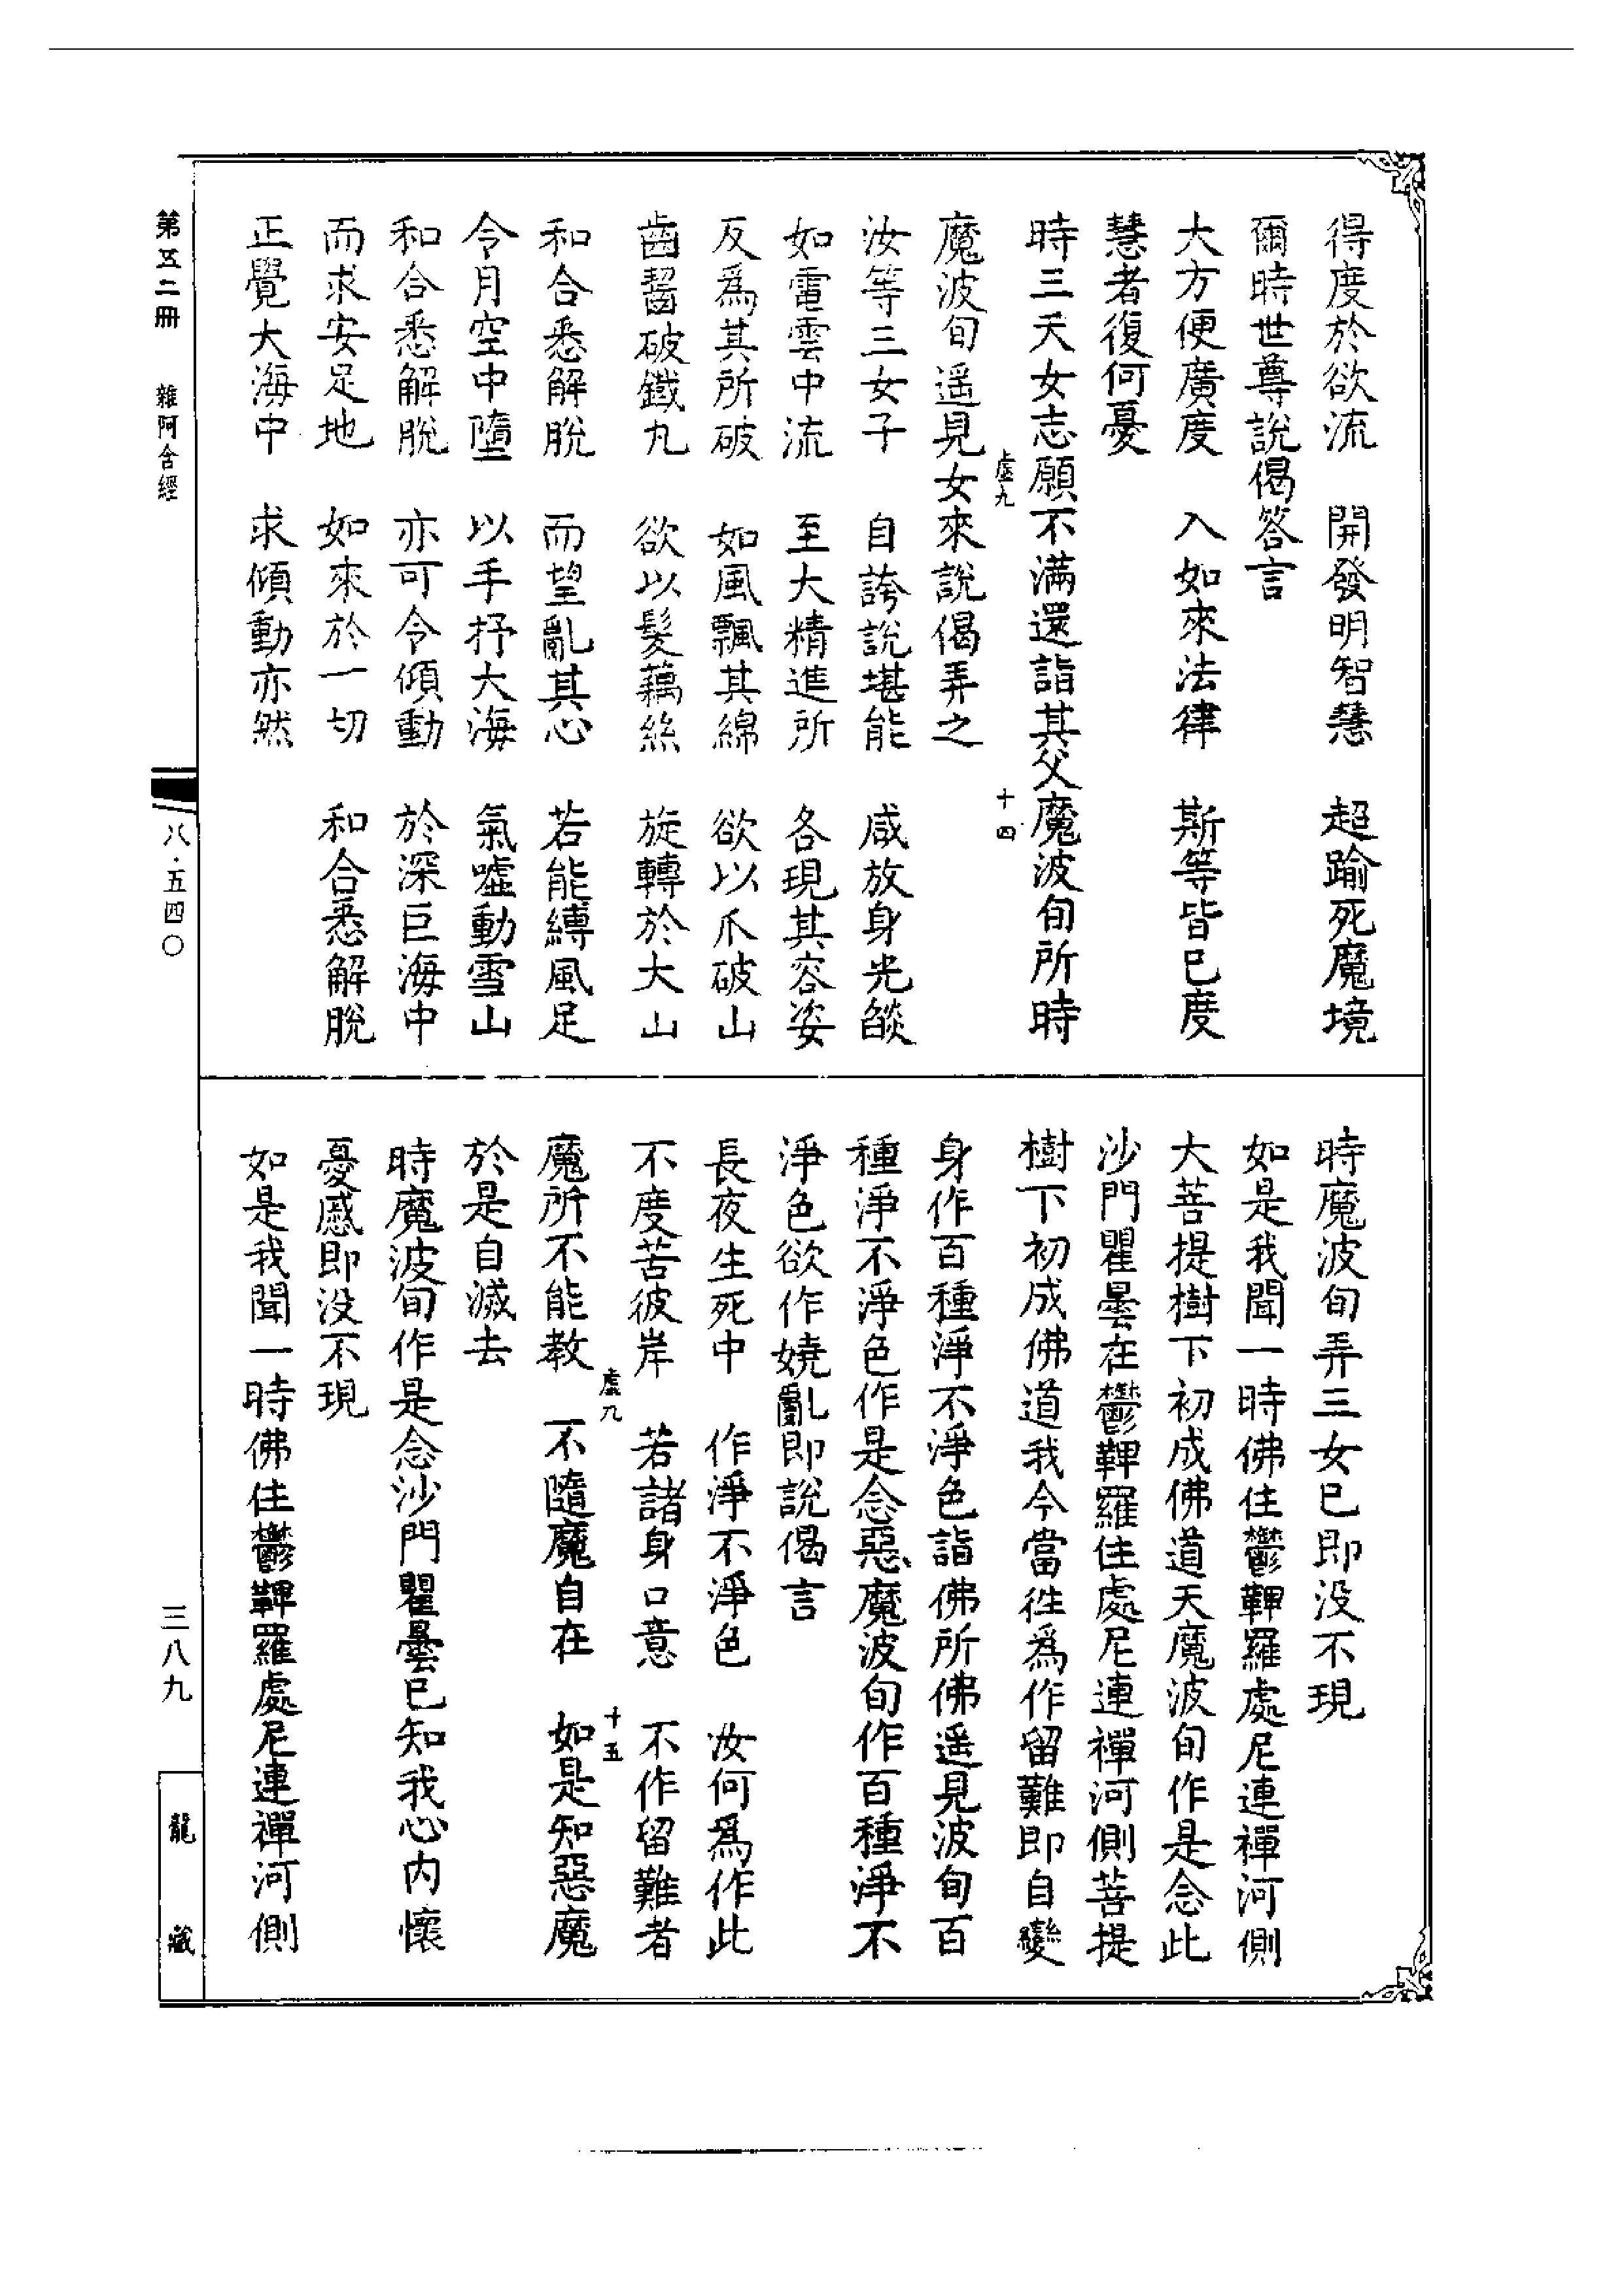 得度於欲流　開發明智慧　超踰死魔境
爾時世尊說偈答言
大方便廣度　入如來法律　斯等皆已度
慧者復何憂
時三天女志願不滿還詣其父魔波旬所時
虛九　十四
魔波旬遥見女來說偈弄之
汝等三女子　自誇說堪能　咸放身光𦦨
如電雲中流　至大精進所　各現其容姿
反爲其所破　如風飄其綿　欲以爪破山
齒齧破鐵丸　欲以髮藕絲　旋轉於大山
和合悉解脫　而望亂其心　若能縛風足
令月空中墮　以手抒大海　氣噓動雪山
和合悉解脫　亦可令傾動　於深巨海中
而求安足地　如來於一切　和合悉解脫
正覺大海中　求傾動亦然
時魔波旬弄三女已即没不現
如是我聞一時佛住鬱鞞羅處尼連禪河側
大菩提樹下初成佛道天魔波旬作是念此
沙門瞿曇在鬱鞞羅住處尼連禪河側菩提
樹下初成佛道我今當徃爲作留難即自變
身作百種淨不淨色詣佛所佛遥見波旬百
種淨不淨色作是念惡魔波旬作百種淨不
淨色欲作嬈亂即說偈言
長夜生死中　作淨不淨色　汝何爲作此
不度苦彼岸　若諸身口意　不作留難者
虛九　十五
魔所不能教　不隨魔自在　如是知惡魔
於是自滅去
時魔波旬作是念沙門瞿曇已知我心内懷
憂慼即没不現
如是我聞一時佛住鬱鞞羅處尼連禪河側
第五二冊　雜阿含經
八·五四〇
三八九
龍藏